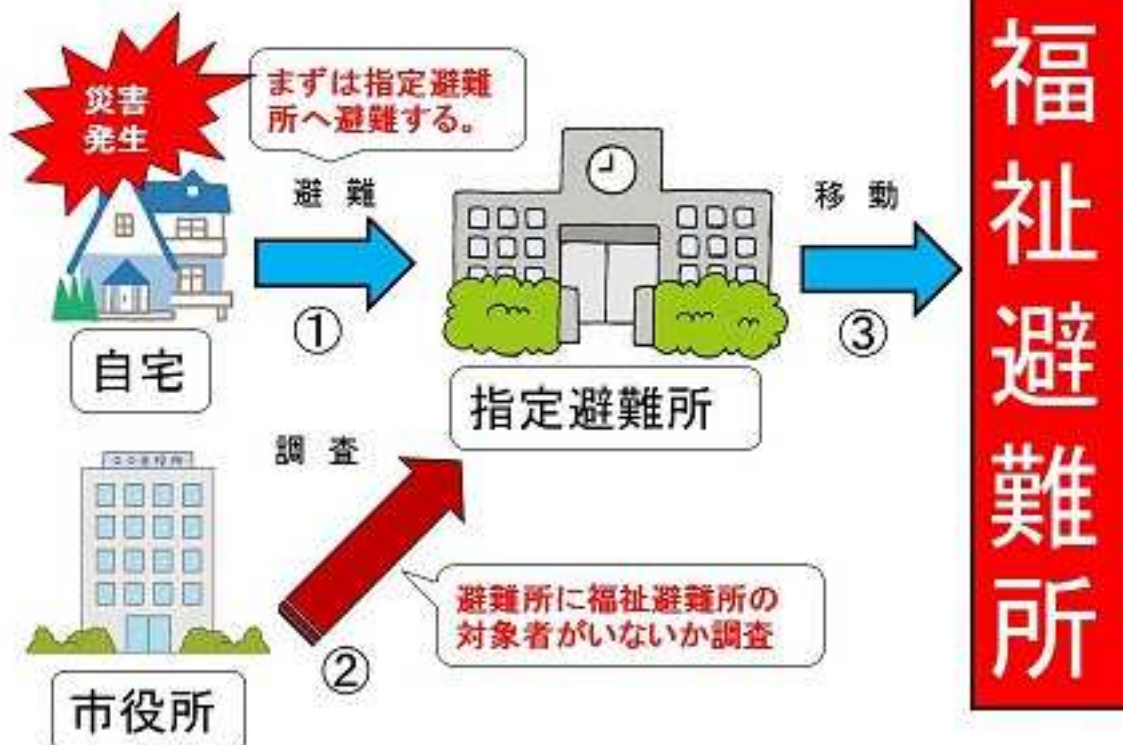 災害
発生
まずは指定避難
所へ避難する。
避難
①
自宅
指定避難所
移動
③
調査
②
避難所に福祉避難所の
対象者がいないか調査
市役所
福祉避難所